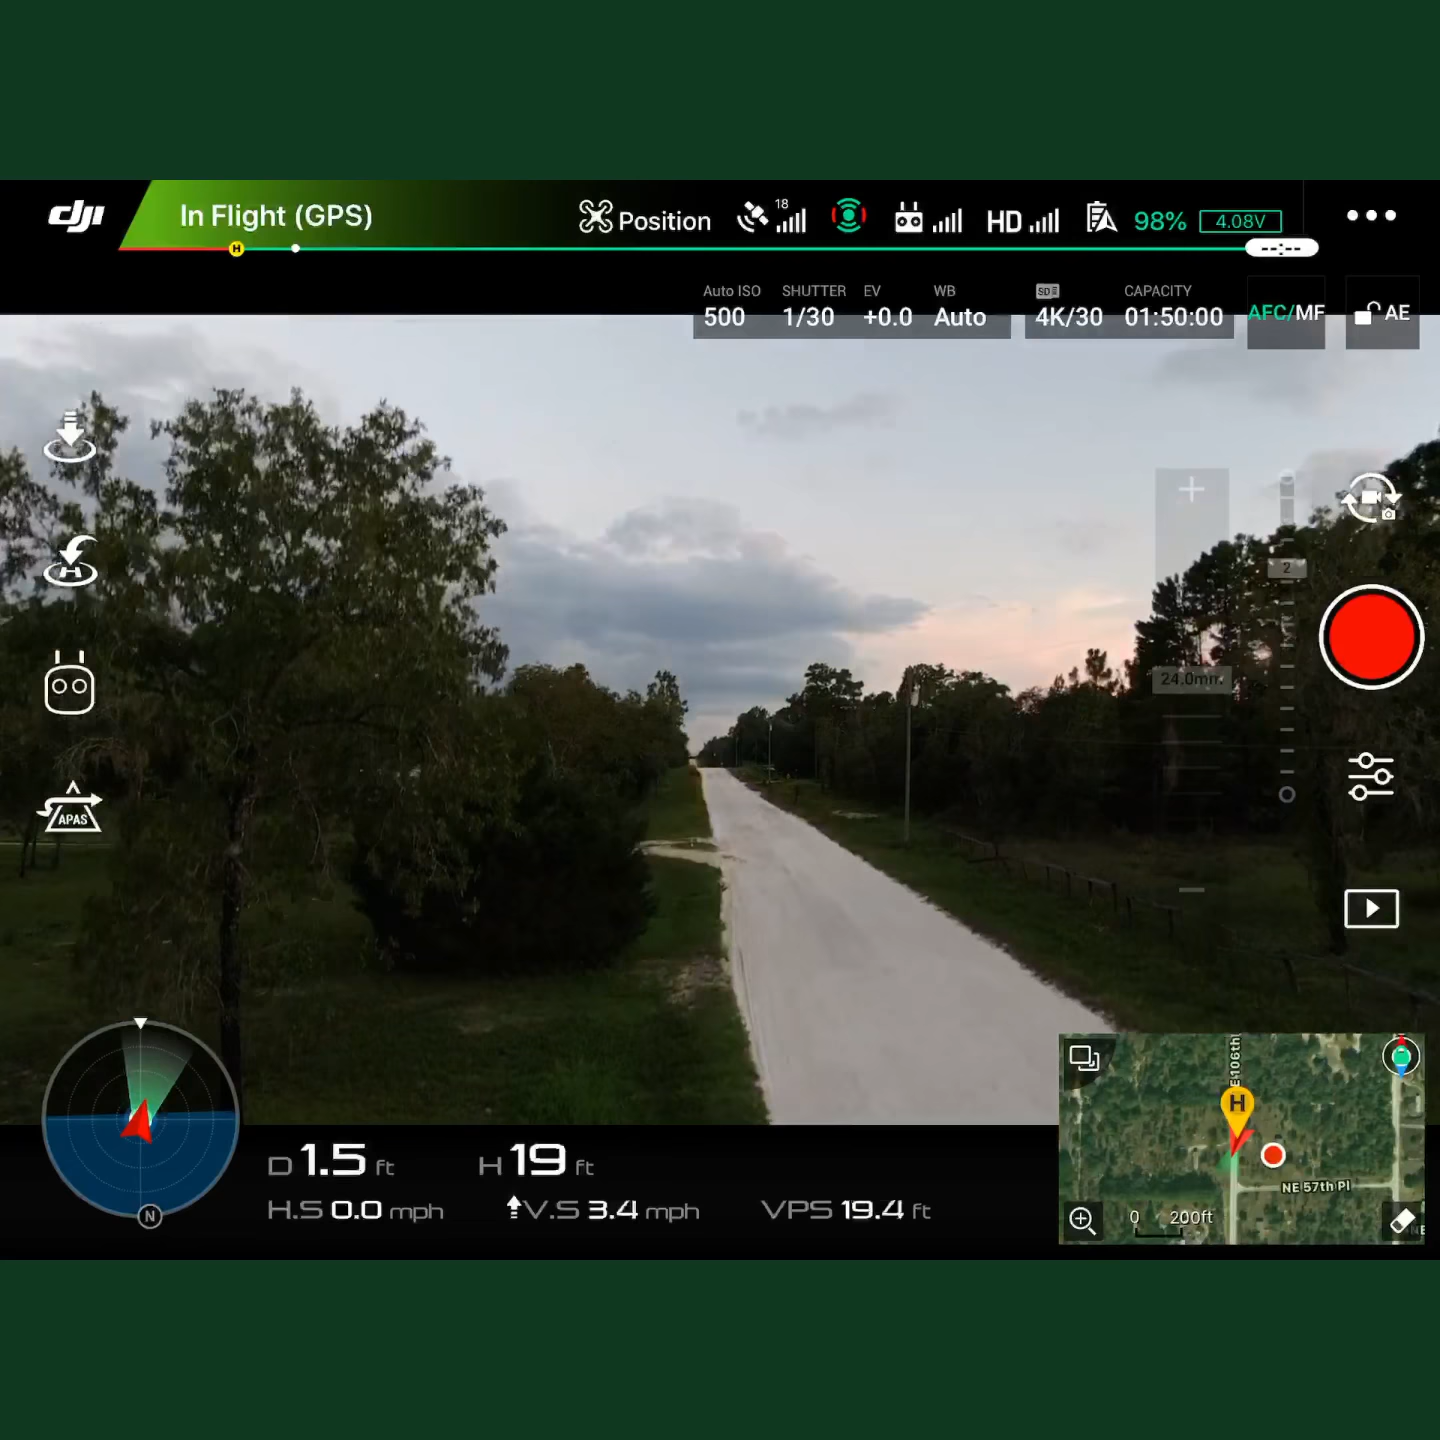 dji In Flight (GPS) Position 18 HD 98% 4.08V
H --:--
Auto ISO SHUTTER EV WB SD CAPACITY
500 1/30 +0.0 Auto 4K/30 01:50:00 AFC/MF AE
+
2
24.0mm
APAS
N
D 1.5 ft H 19 ft
H.S 0.0 mph V.S 3.4 mph VPS 19.4 ft
E 106th
H
NE 57th Pl
0 200ft